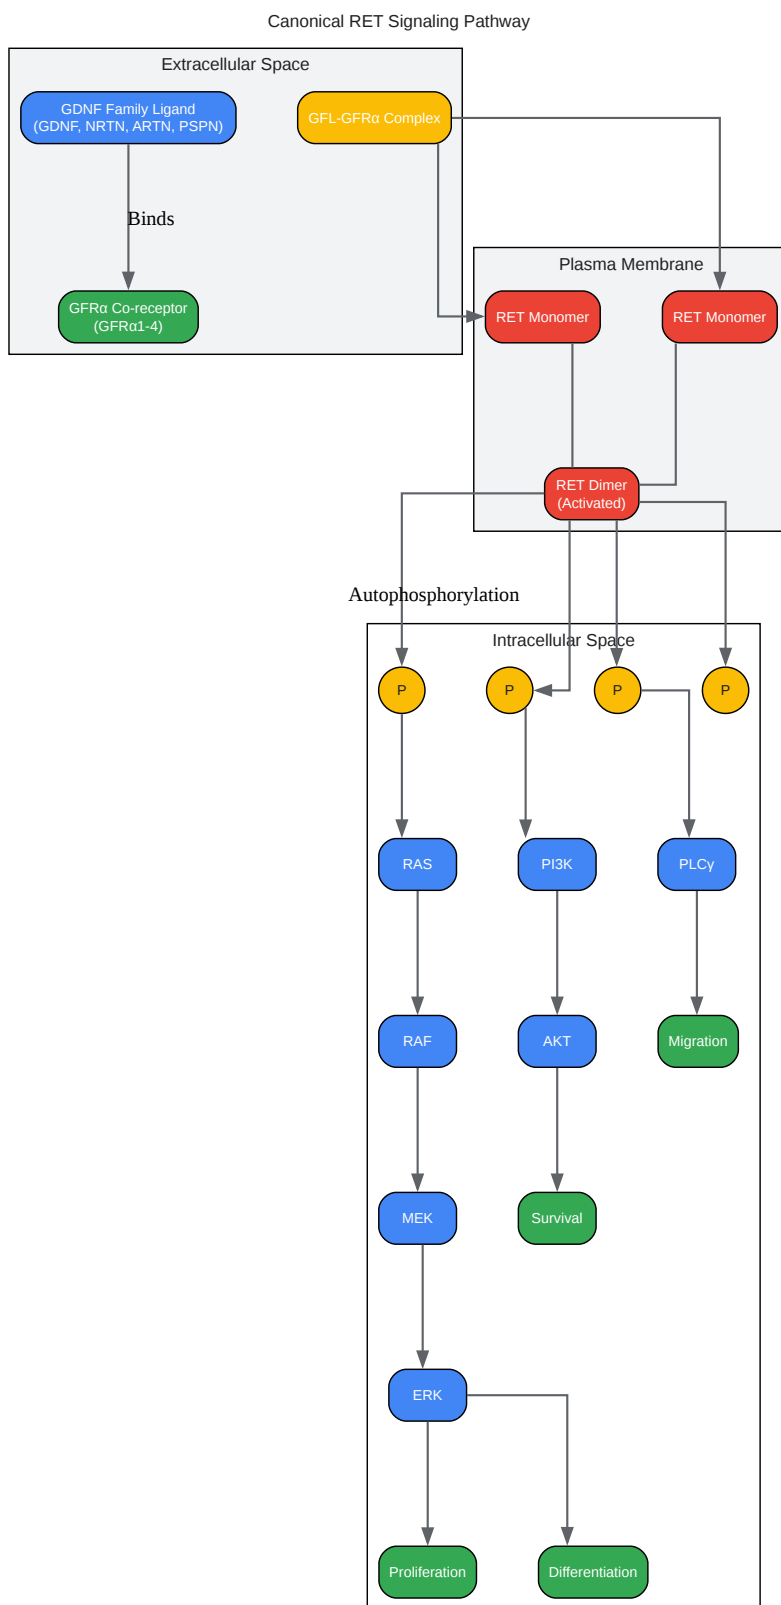 Canonical RET Signaling Pathway
Extracellular Space
GDNF Family Ligand
(GDNF, NRTN, ARTN, PSPN)
GFL-GFRα Complex
Binds
GFRα Co-receptor
(GFRα1-4)
Plasma Membrane
RET Monomer
RET Monomer
RET Dimer
(Activated)
Autophosphorylation
Intracellular Space
P
P
P
P
RAS
PI3K
PLCγ
RAF
AKT
Migration
MEK
Survival
ERK
Proliferation
Differentiation